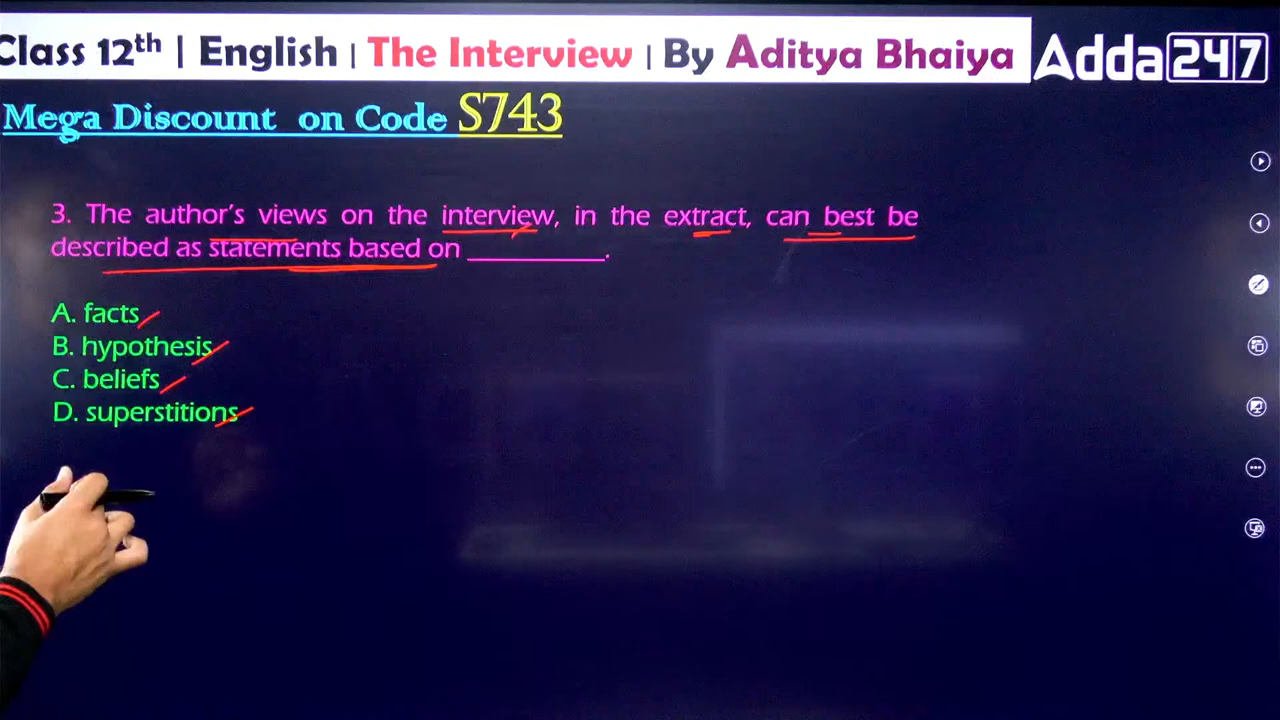 Class 12th | English | The Interview | By Aditya Bhaiya
Adda247
Mega Discount on Code S743
3. The author's views on the interview, in the extract, can best be
described as statements based on __________.
A. facts
B. hypothesis
C. beliefs
D. superstitions